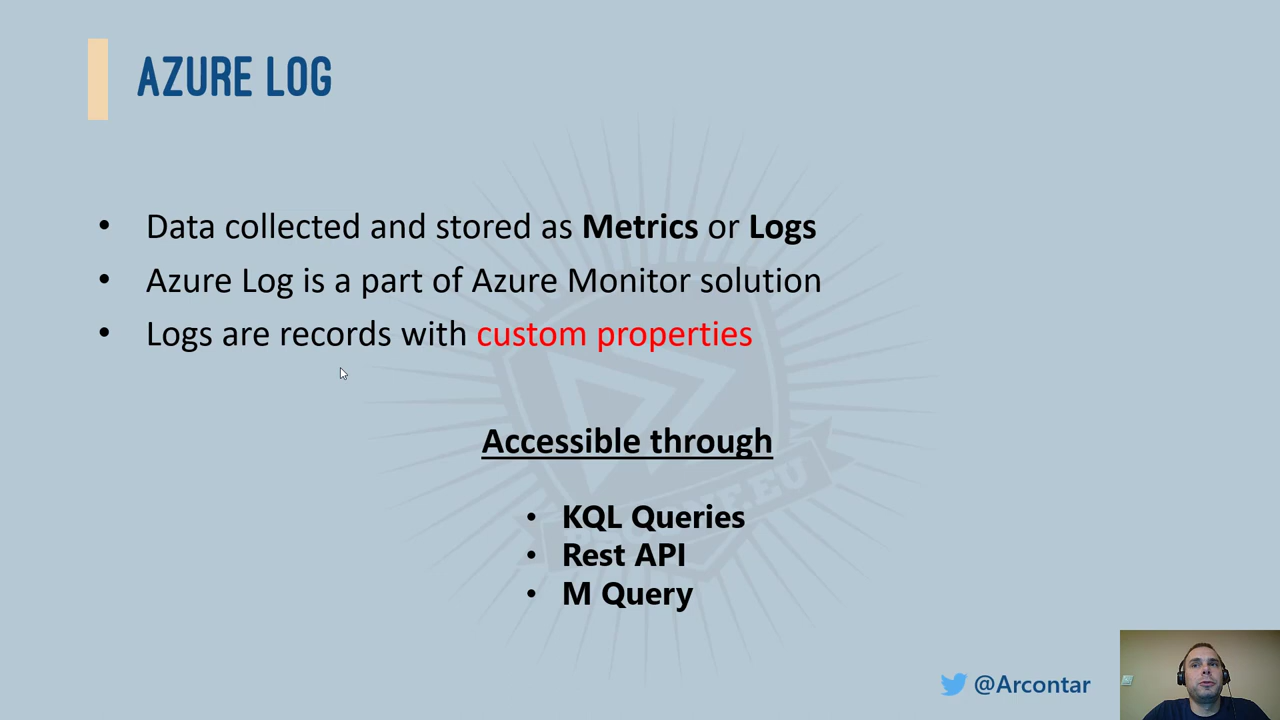 AZURE LOG
• Data collected and stored as Metrics or Logs
• Azure Log is a part of Azure Monitor solution
• Logs are records with custom properties
Accessible through
• KQL Queries
• Rest API
• M Query
@Arcontar